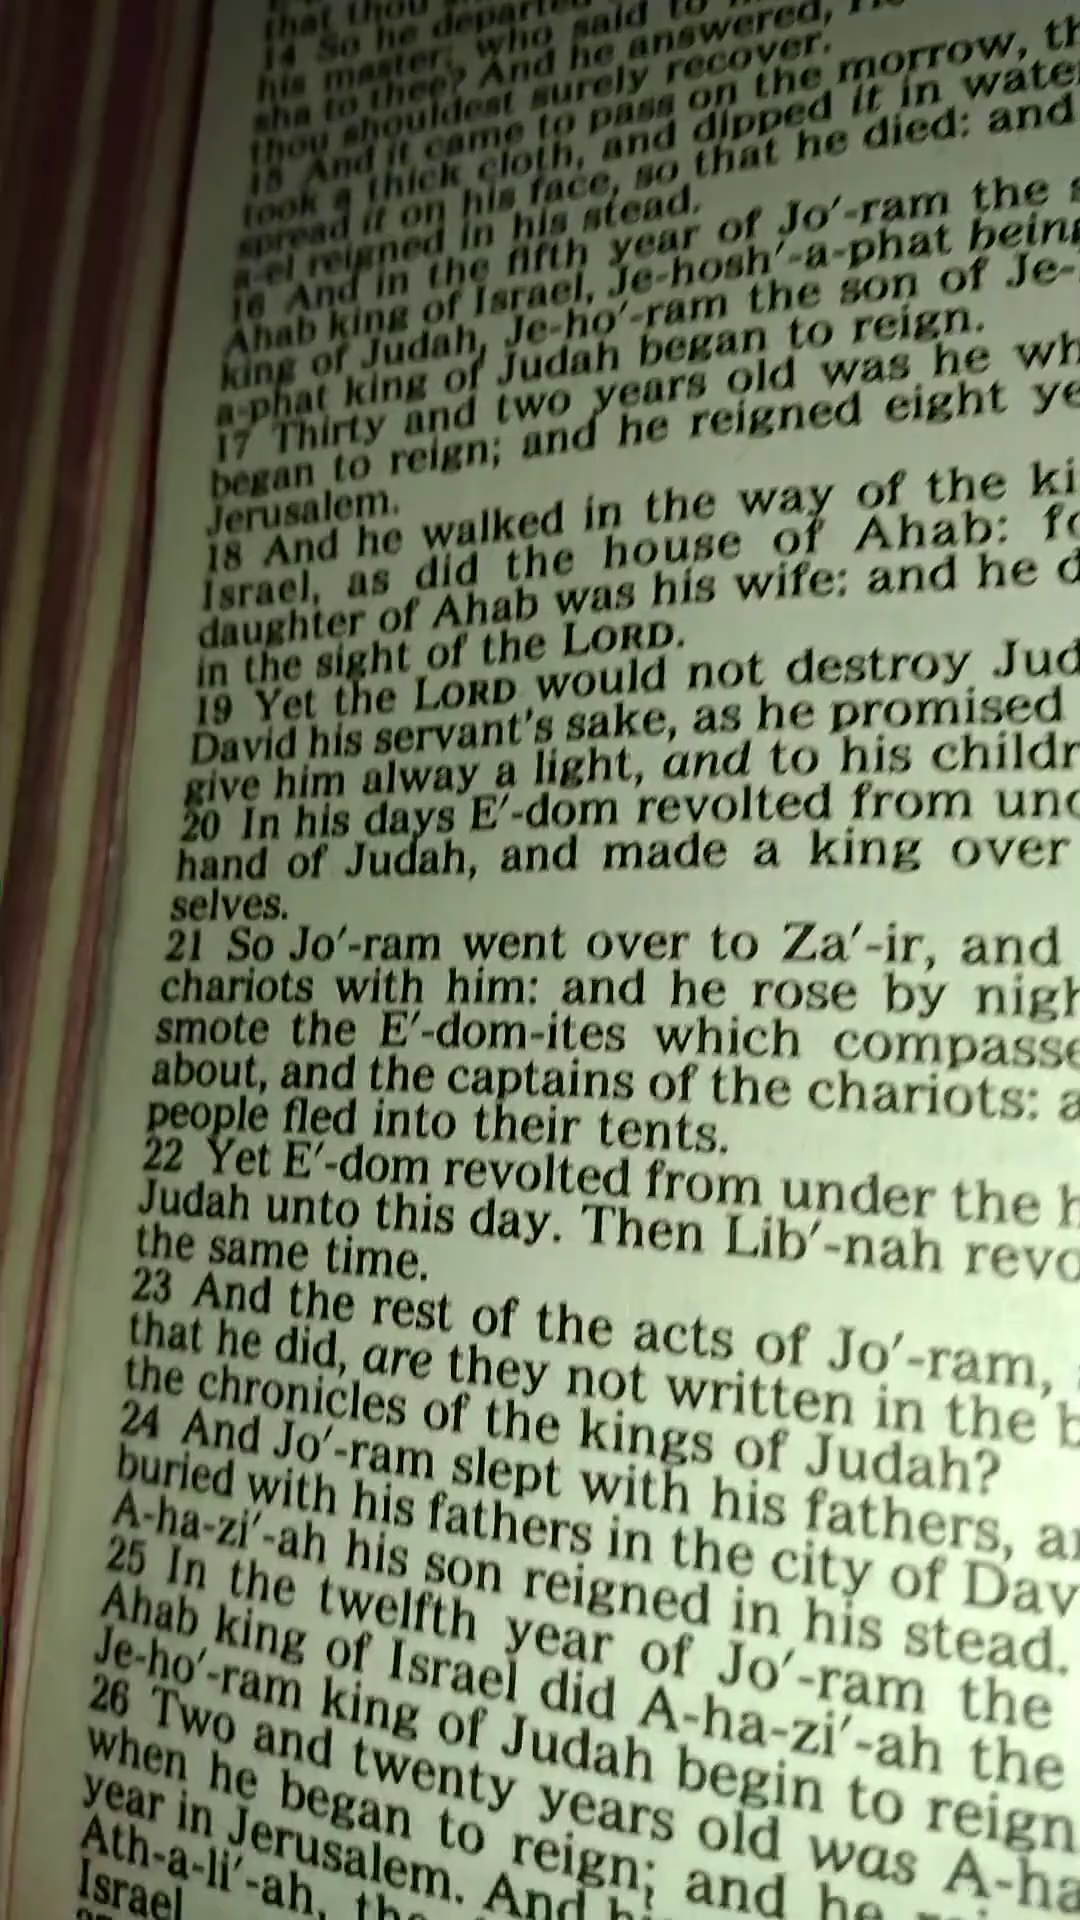 that thou
14 So he departed
his master; who said to
sha to thee? And he answered, He
thou shouldest surely recover.
15 And it came to pass on the morrow, th
took a thick cloth, and dipped it in wate
spread it on his face, so that he died: and
a-el reigned in his stead.
16 And in the fifth year of Jo′-ram the s
Ahab king of Israel, Je-hosh′-a-phat being
king of Judah, Je-ho′-ram the son of Je-
a-phat king of Judah began to reign.
17 Thirty and two years old was he wh
began to reign; and he reigned eight ye
Jerusalem.
18 And he walked in the way of the ki
Israel, as did the house of Ahab: fo
daughter of Ahab was his wife: and he d
in the sight of the LORD.
19 Yet the LORD would not destroy Jud
David his servant's sake, as he promised
give him alway a light, and to his childr
20 In his days E′-dom revolted from und
hand of Judah, and made a king over
selves.
21 So Jo′-ram went over to Za′-ir, and
chariots with him: and he rose by nigh
smote the E′-dom-ites which compasse
about, and the captains of the chariots: a
people fled into their tents.
22 Yet E′-dom revolted from under the h
Judah unto this day. Then Lib′-nah revo
the same time.
23 And the rest of the acts of Jo′-ram,
that he did, are they not written in the b
the chronicles of the kings of Judah?
24 And Jo′-ram slept with his fathers, an
buried with his fathers in the city of Dav
A-ha-zi′-ah his son reigned in his stead.
25 In the twelfth year of Jo′-ram the
Ahab king of Israel did A-ha-zi′-ah the
Je-ho′-ram king of Judah begin to reign
26 Two and twenty years old was A-ha
when he began to reign; and he
year in Jerusalem. And hi
Ath-a-li′-ah, the
Israel